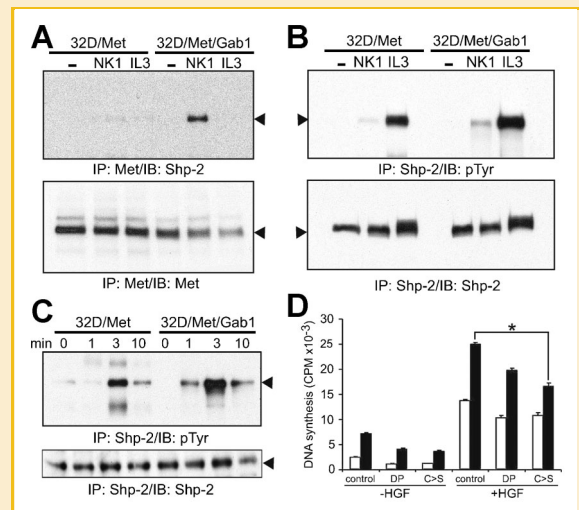 A
32D/Met 32D/Met/Gab1
– NK1 IL3 – NK1 IL3
IP: Met/IB: Shp-2
IP: Met/IB: Met
B
32D/Met 32D/Met/Gab1
– NK1 IL3 – NK1 IL3
IP: Shp-2/IB: pTyr
IP: Shp-2/IB: Shp-2
C
32D/Met 32D/Met/Gab1
min 0 1 3 10 0 1 3 10
IP: Shp-2/IB: pTyr
IP: Shp-2/IB: Shp-2
D
DNA synthesis (CPM x10-3)
30
25
20
15
10
5
0
*
control DP C>S control DP C>S
-HGF +HGF